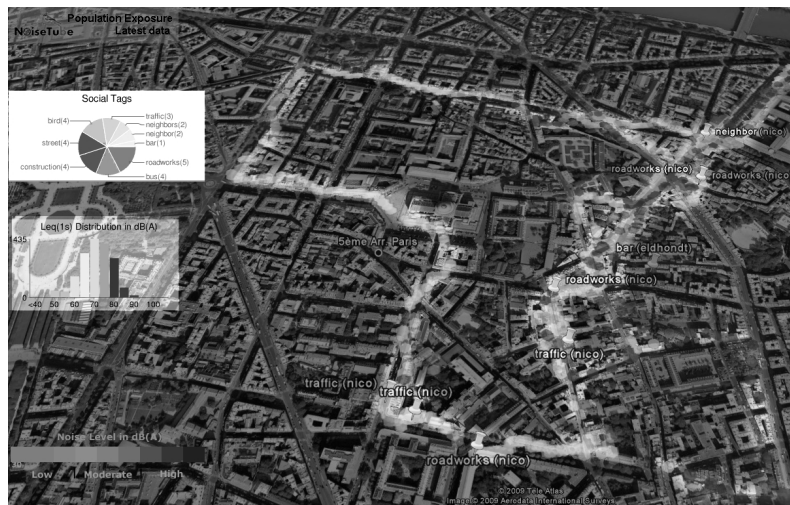 Population Exposure
NoiseTube Latest data
Social Tags
traffic(3)
neighbors(2)
neighbor(2)
bar(1)
roadworks(5)
bus(4)
construction(4)
street(4)
bird(4)
neighbor (nico)
roadworks (nico)
roadworks (nico)
Leq(1s) Distribution in dB(A)
435
0
<40 50 60 70 80 90 100
15ème Arr. Paris
bar (eldhondt)
roadworks (nico)
traffic (nico)
traffic (nico)
traffic (nico)
Noise Level in dB(A)
Low Moderate High
roadworks (nico)
© 2009 Tele Atlas
Image © 2009 Aerodata International Surveys